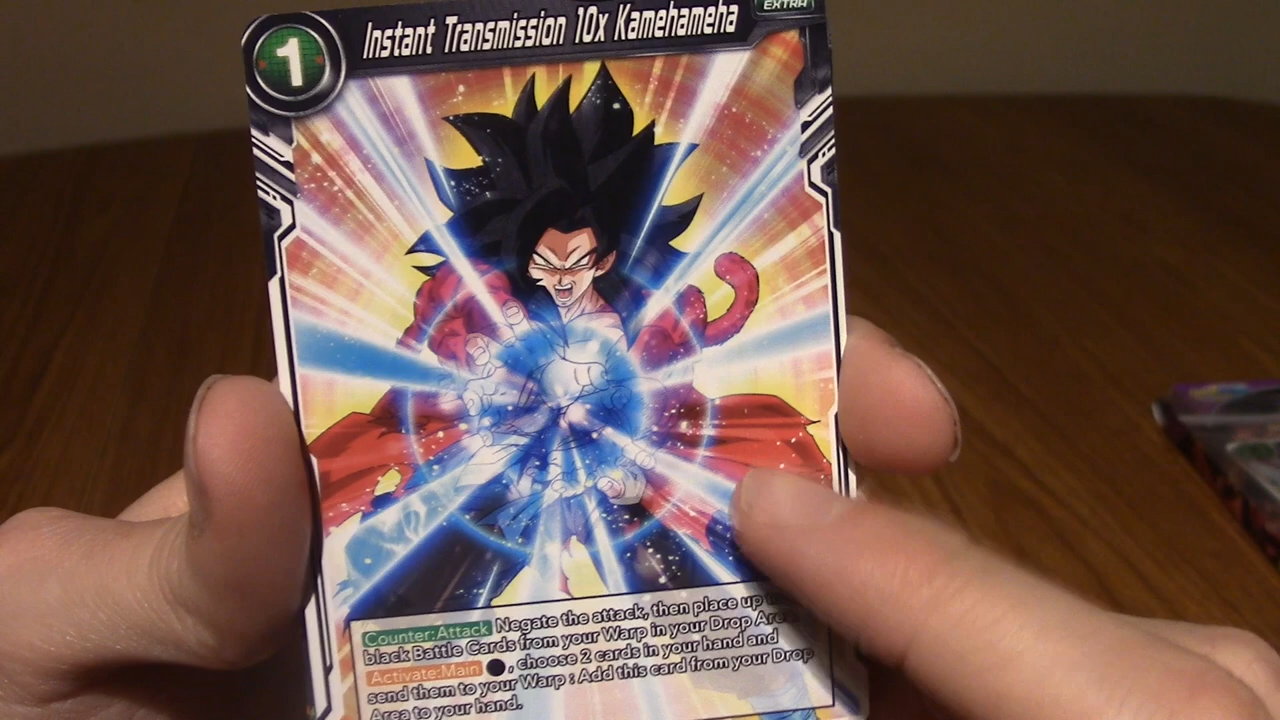 EXTRA
1 Instant Transmission 10x Kamehameha
Counter:Attack Negate the attack, then place up
black Battle Cards from your Warp in your Drop
Activate:Main , choose 2 cards in your hand and
send them to your Warp : Add this card from your Drop
Area to your hand.